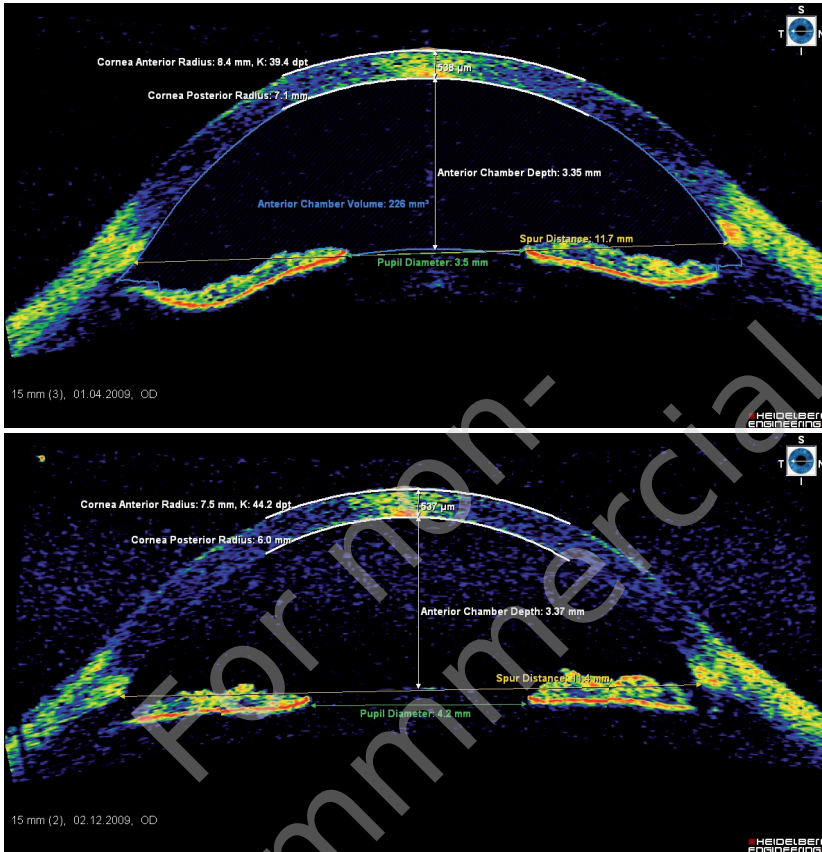 S
T N
I
Cornea Anterior Radius: 8.4 mm, K: 39.4 dpt
538 µm
Cornea Posterior Radius: 7.1 mm
Anterior Chamber Depth: 3.35 mm
Anterior Chamber Volume: 226 mm³
Spur Distance: 11.7 mm
Pupil Diameter: 3.5 mm
15 mm (3), 01.04.2009, OD
HEIDELBERG
ENGINEERING
S
T N
I
Cornea Anterior Radius: 7.5 mm, K: 44.2 dpt
537 µm
Cornea Posterior Radius: 6.0 mm
Anterior Chamber Depth: 3.37 mm
Spur Distance: 11.4 mm
Pupil Diameter: 4.2 mm
15 mm (2), 02.12.2009, OD
HEIDELBERG
ENGINEERING
For non-
commercial